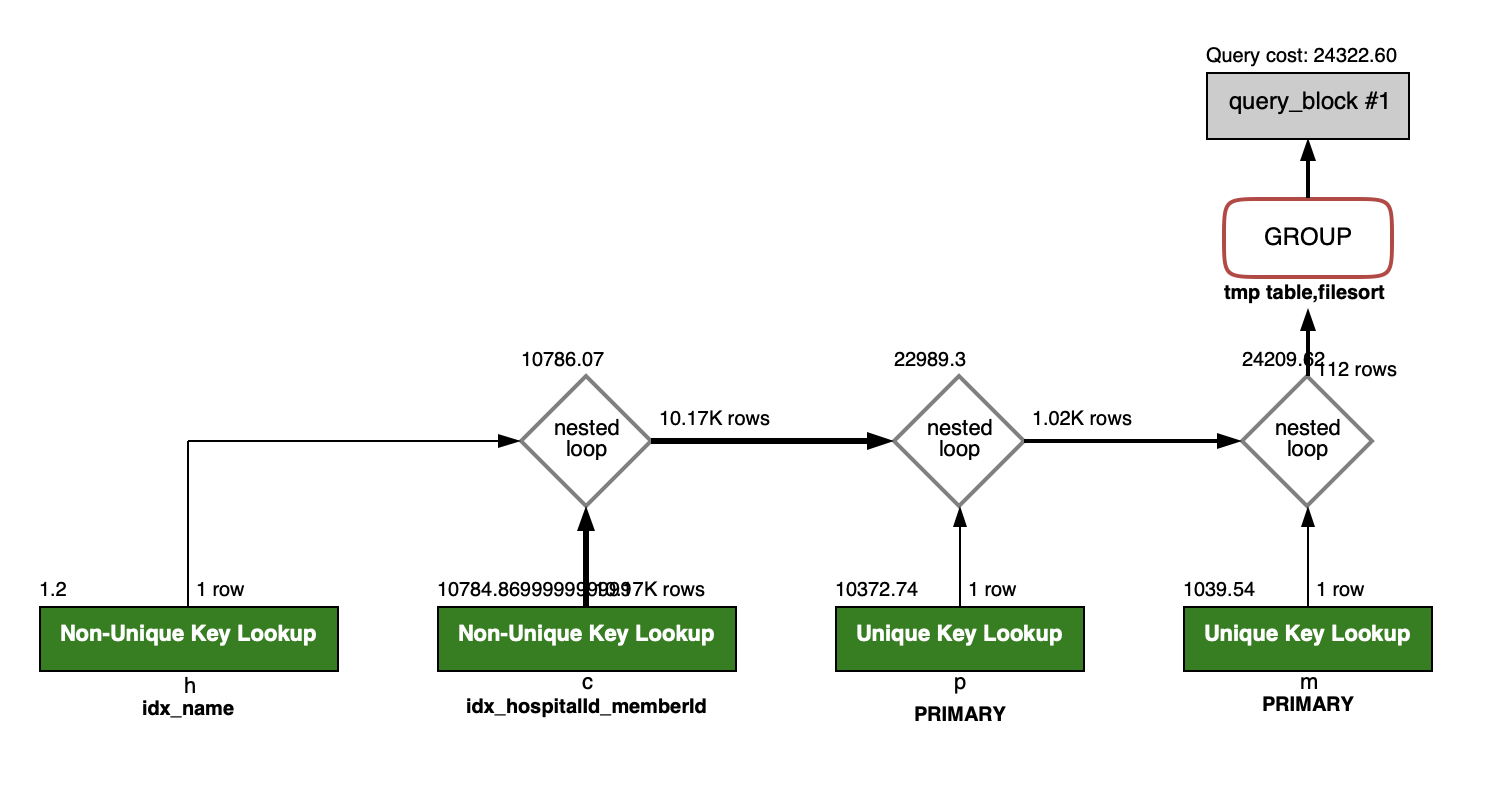 Query cost: 24322.60
query_block #1
GROUP
tmp table,filesort
10786.07
22989.3
24209.62
112 rows
nested
loop
10.17K rows
nested
loop
1.02K rows
nested
loop
1.2
1 row
10784.869999999999
10.17K rows
10372.74
1 row
1039.54
1 row
Non-Unique Key Lookup
Non-Unique Key Lookup
Unique Key Lookup
Unique Key Lookup
h
idx_name
c
idx_hospitalId_memberId
p
PRIMARY
m
PRIMARY